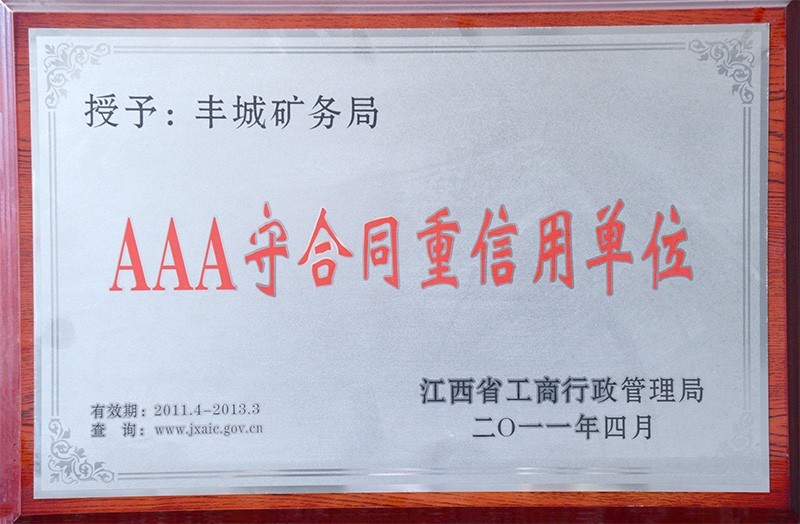 授予：丰城矿务局
AAA守合同重信用单位
江西省工商行政管理局
二〇一一年四月
有效期：2011.4-2013.3
查　询：www.jxaic.gov.cn